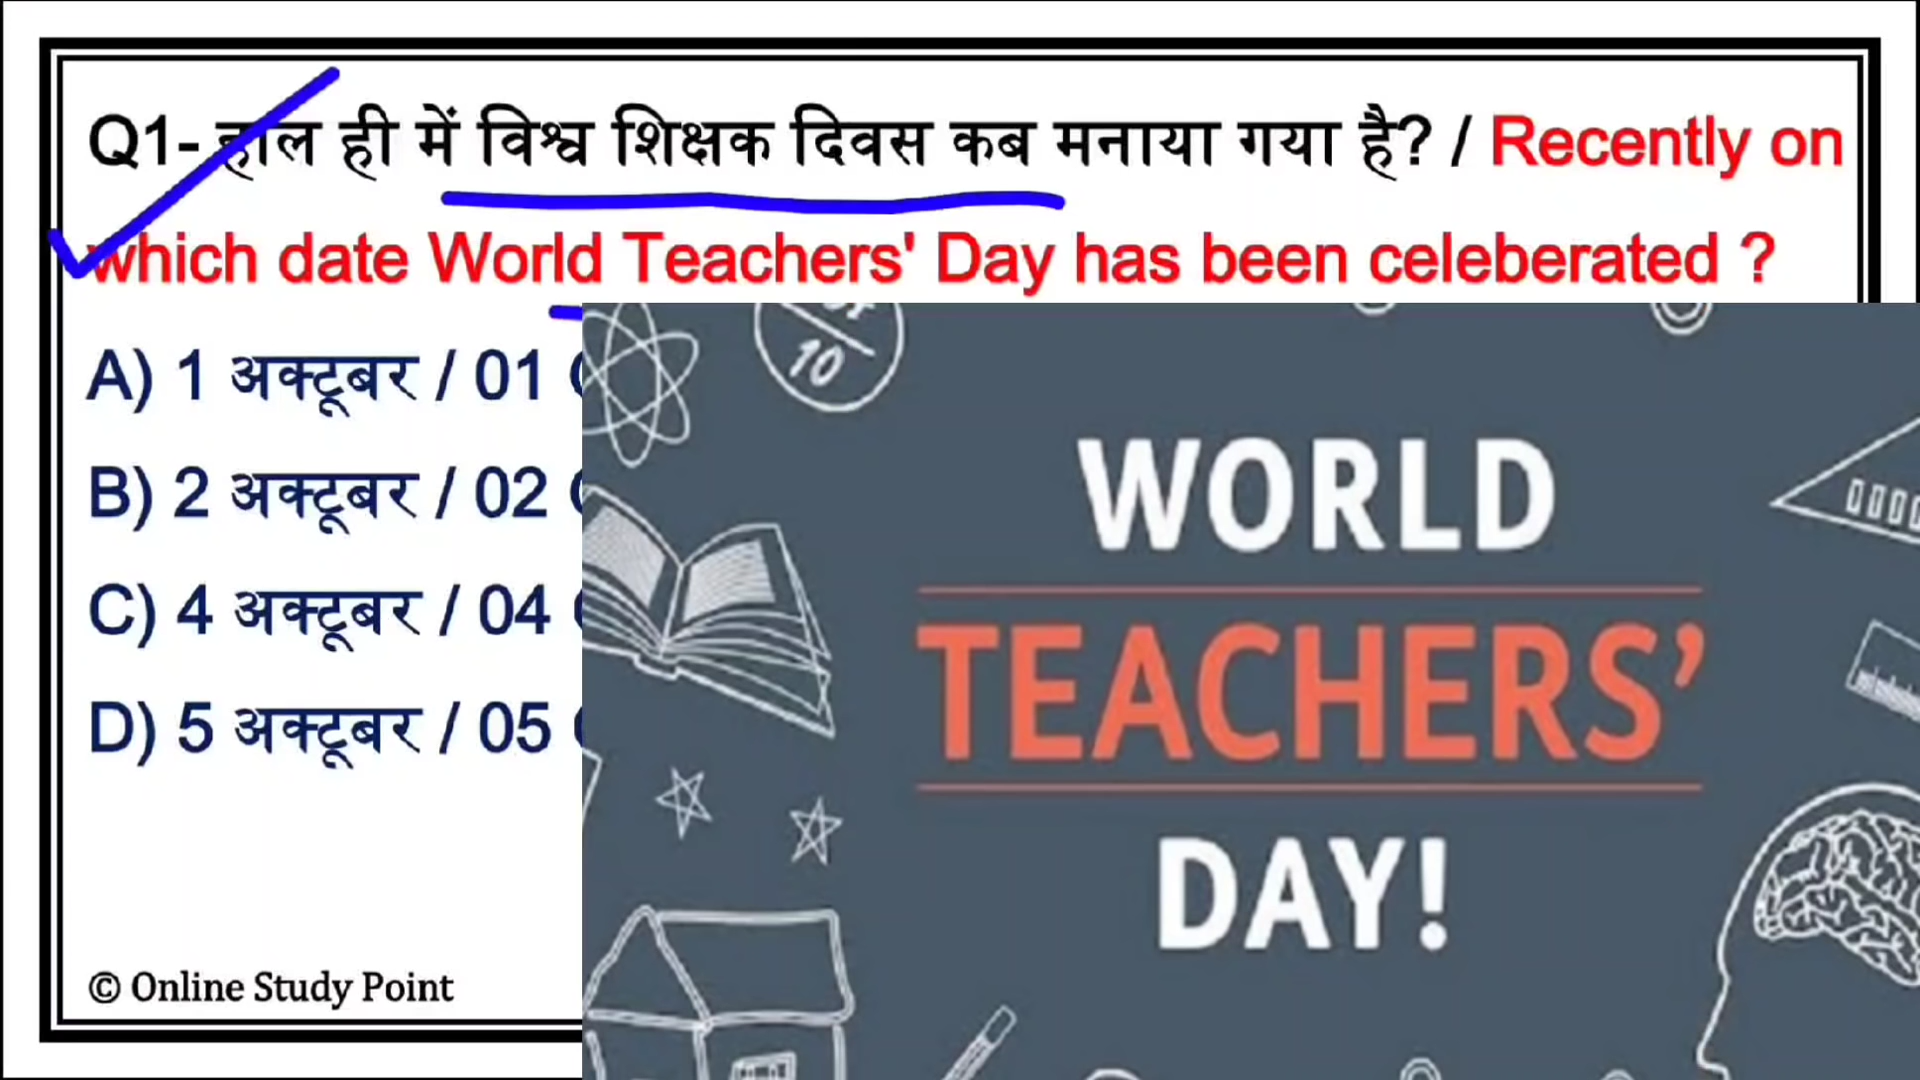 Q1- हाल ही में विश्व शिक्षक दिवस कब मनाया गया है? / Recently on
which date World Teachers' Day has been celeberated ?
A) 1 अक्टूबर / 01
B) 2 अक्टूबर / 02
C) 4 अक्टूबर / 04
D) 5 अक्टूबर / 05
© Online Study Point
10
WORLD
TEACHERS’
DAY!